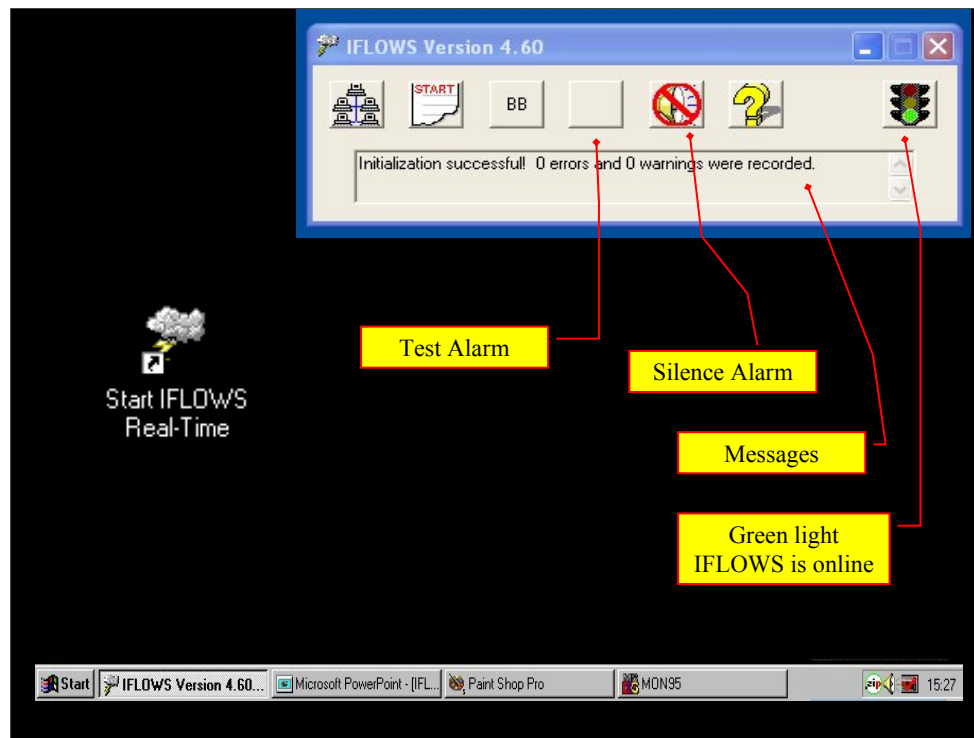 IFLOWS Version 4.60
START
BB
Initialization successful!  0 errors and 0 warnings were recorded.
Test Alarm
Silence Alarm
Start IFLOWS
Real-Time
Messages
Green light
IFLOWS is online
Start
IFLOWS Version 4.60...
Microsoft PowerPoint - [IFL...
Paint Shop Pro
MON95
zip
15:27